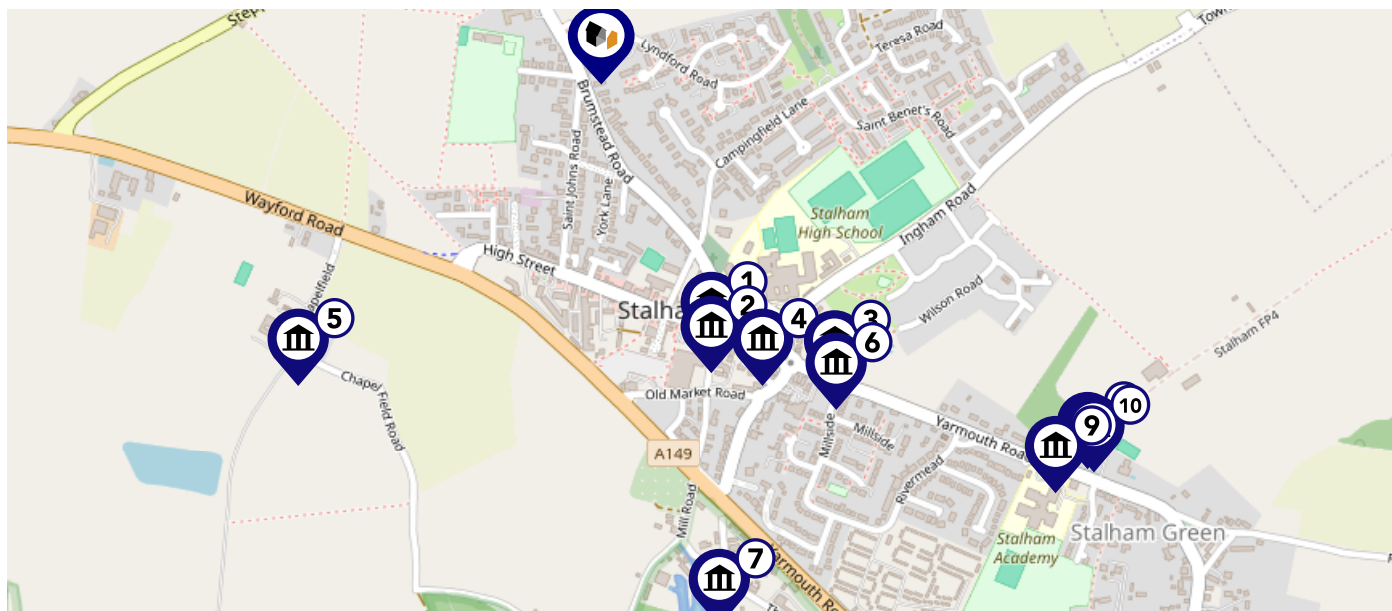 Lyndford Road
Teresa Road
Brumstead Road
Campingfield Lane
Saint Benet's Road
Saint Johns Road
York Lane
Wayford Road
Stalham
High School
Ingham Road
High Street
Wilson Road
1
2
3
4
5
6
Stalham FP4
Chapel Field Road
Old Market Road
Millside
Millside
Yarmouth
10
9
A149
Rivermead
Mill Road
Stalham Green
Stalham
Academy
7
Yarmouth